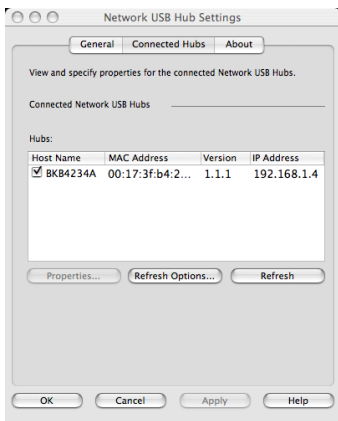 Network USB Hub Settings
General Connected Hubs About
View and specify properties for the connected Network USB Hubs.
Connected Network USB Hubs
Hubs:
Host Name MAC Address Version IP Address
BKB4234A 00:17:3f:b4:2... 1.1.1 192.168.1.4
Properties... Refresh Options... Refresh
OK Cancel Apply Help